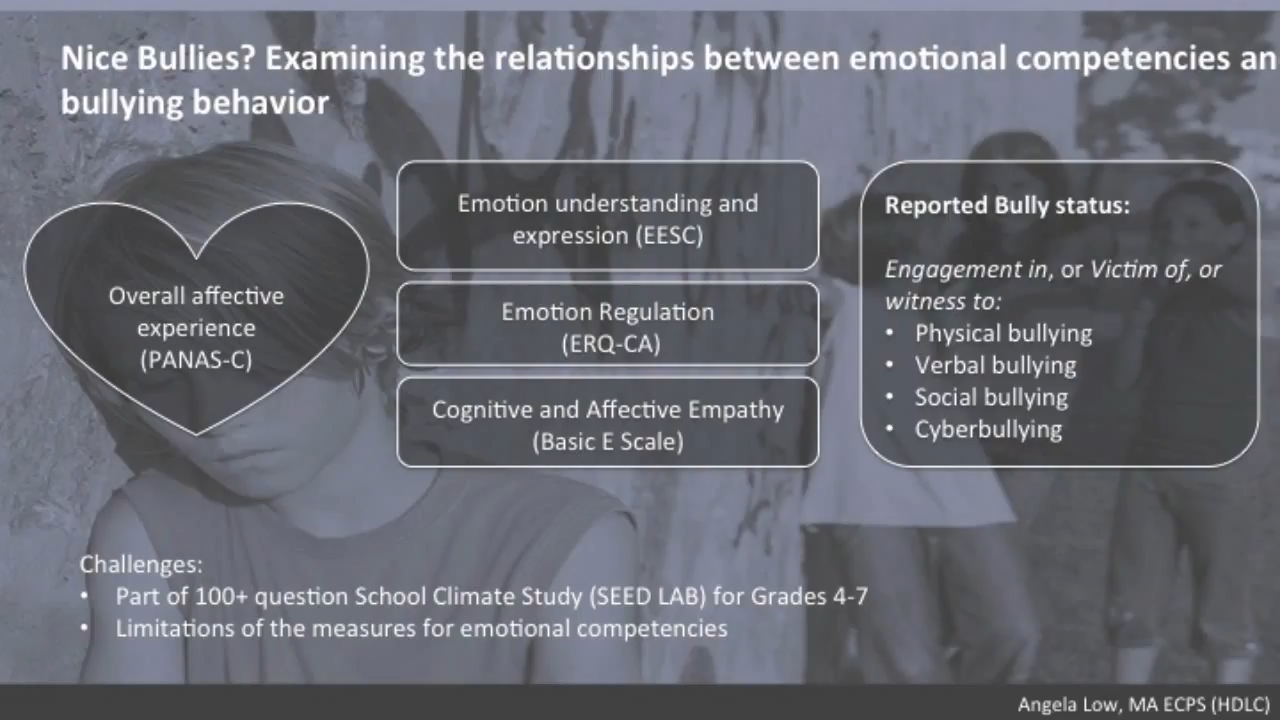 Nice Bullies? Examining the relationships between emotional competencies an
bullying behavior
Overall affective
experience
(PANAS-C)
Emotion understanding and
expression (EESC)
Emotion Regulation
(ERQ-CA)
Cognitive and Affective Empathy
(Basic E Scale)
Reported Bully status:
Engagement in, or Victim of, or
witness to:
• Physical bullying
• Verbal bullying
• Social bullying
• Cyberbullying
Challenges:
• Part of 100+ question School Climate Study (SEED LAB) for Grades 4-7
• Limitations of the measures for emotional competencies
Angela Low, MA ECPS (HDLC)